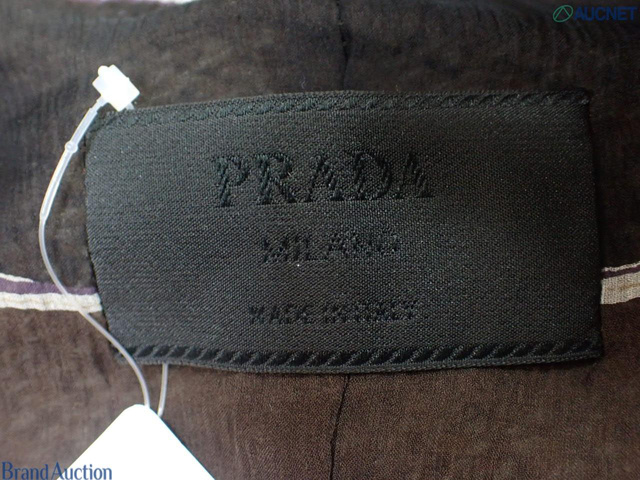 AUCNET
PRADA
MILANO
MADE IN ITALY
Brand Auction